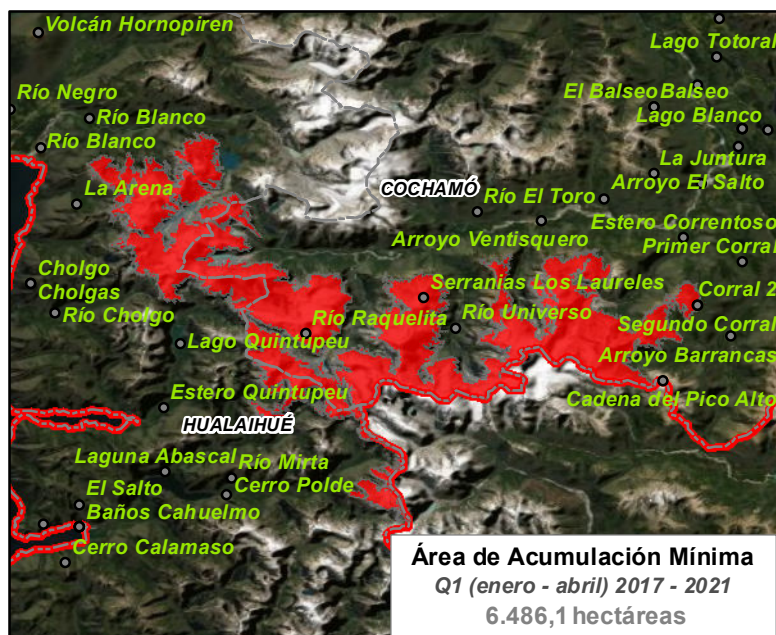 Volcán Hornopiren
Lago Totoral
Río Negro
El Balseo Balseo
Río Blanco
Lago Blanco
Río Blanco
La Juntura
La Arena
COCHAMÓ
Río El Toro
Arroyo El Salto
Arroyo Ventisquero
Estero Correntoso
Primer Corral
Cholgo
Cholgas
Serranias Los Laureles
Corral 2
Río Cholgo
Río Raquelita
Río Universo
Segundo Corral
Lago Quintupeu
Arroyo Barrancas
Estero Quintupeu
Cadena del Pico Alto
HUALAIHUÉ
Laguna Abascal
Río Mirta
El Salto
Cerro Polde
Baños Cahuelmo
Cerro Calamaso
Área de Acumulación Mínima
Q1 (enero - abril) 2017 - 2021
6.486,1 hectáreas